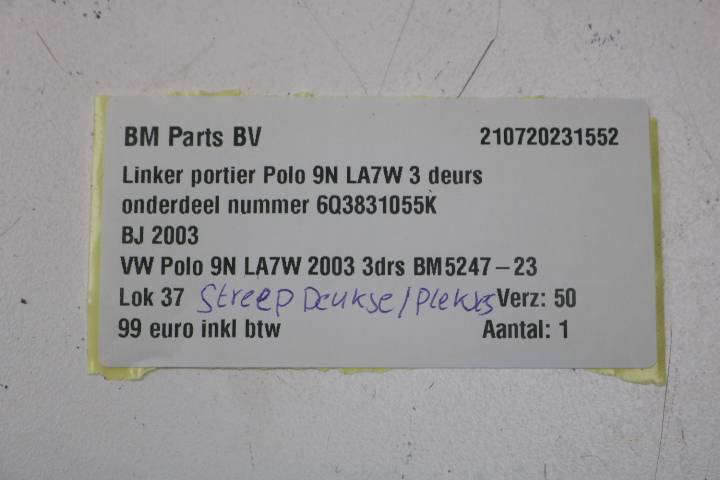 BM Parts BV 210720231552
Linker portier Polo 9N LA7W 3 deurs
onderdeel nummer 6Q3831055K
BJ 2003
VW Polo 9N LA7W 2003 3drs BM5247-23
Lok 37 Streep Deukse/Plekjes Verz: 50
99 euro inkl btw Aantal: 1